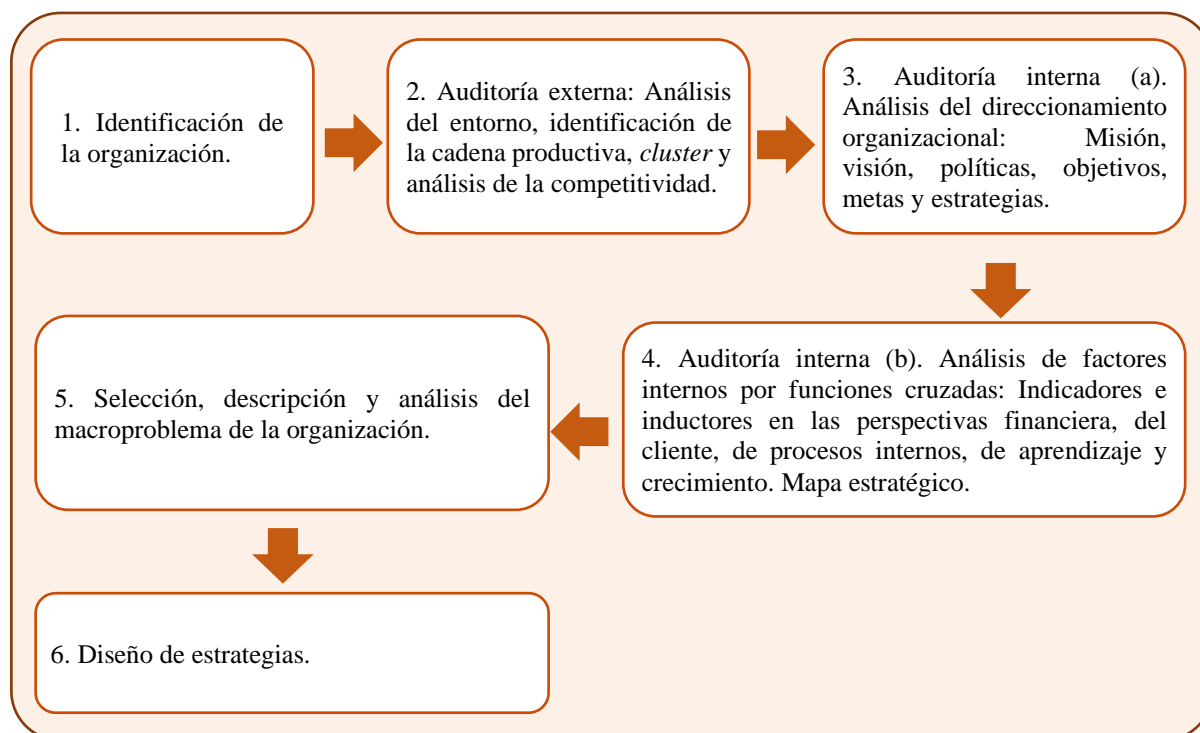 1. Identificación de
la organización.
2. Auditoría externa: Análisis
del entorno, identificación de
la cadena productiva, cluster y
análisis de la competitividad.
3. Auditoría interna (a).
Análisis del direccionamiento
organizacional: Misión,
visión, políticas, objetivos,
metas y estrategias.
4. Auditoría interna (b). Análisis de factores
internos por funciones cruzadas: Indicadores e
inductores en las perspectivas financiera, del
cliente, de procesos internos, de aprendizaje y
crecimiento. Mapa estratégico.
5. Selección, descripción y análisis del
macroproblema de la organización.
6. Diseño de estrategias.